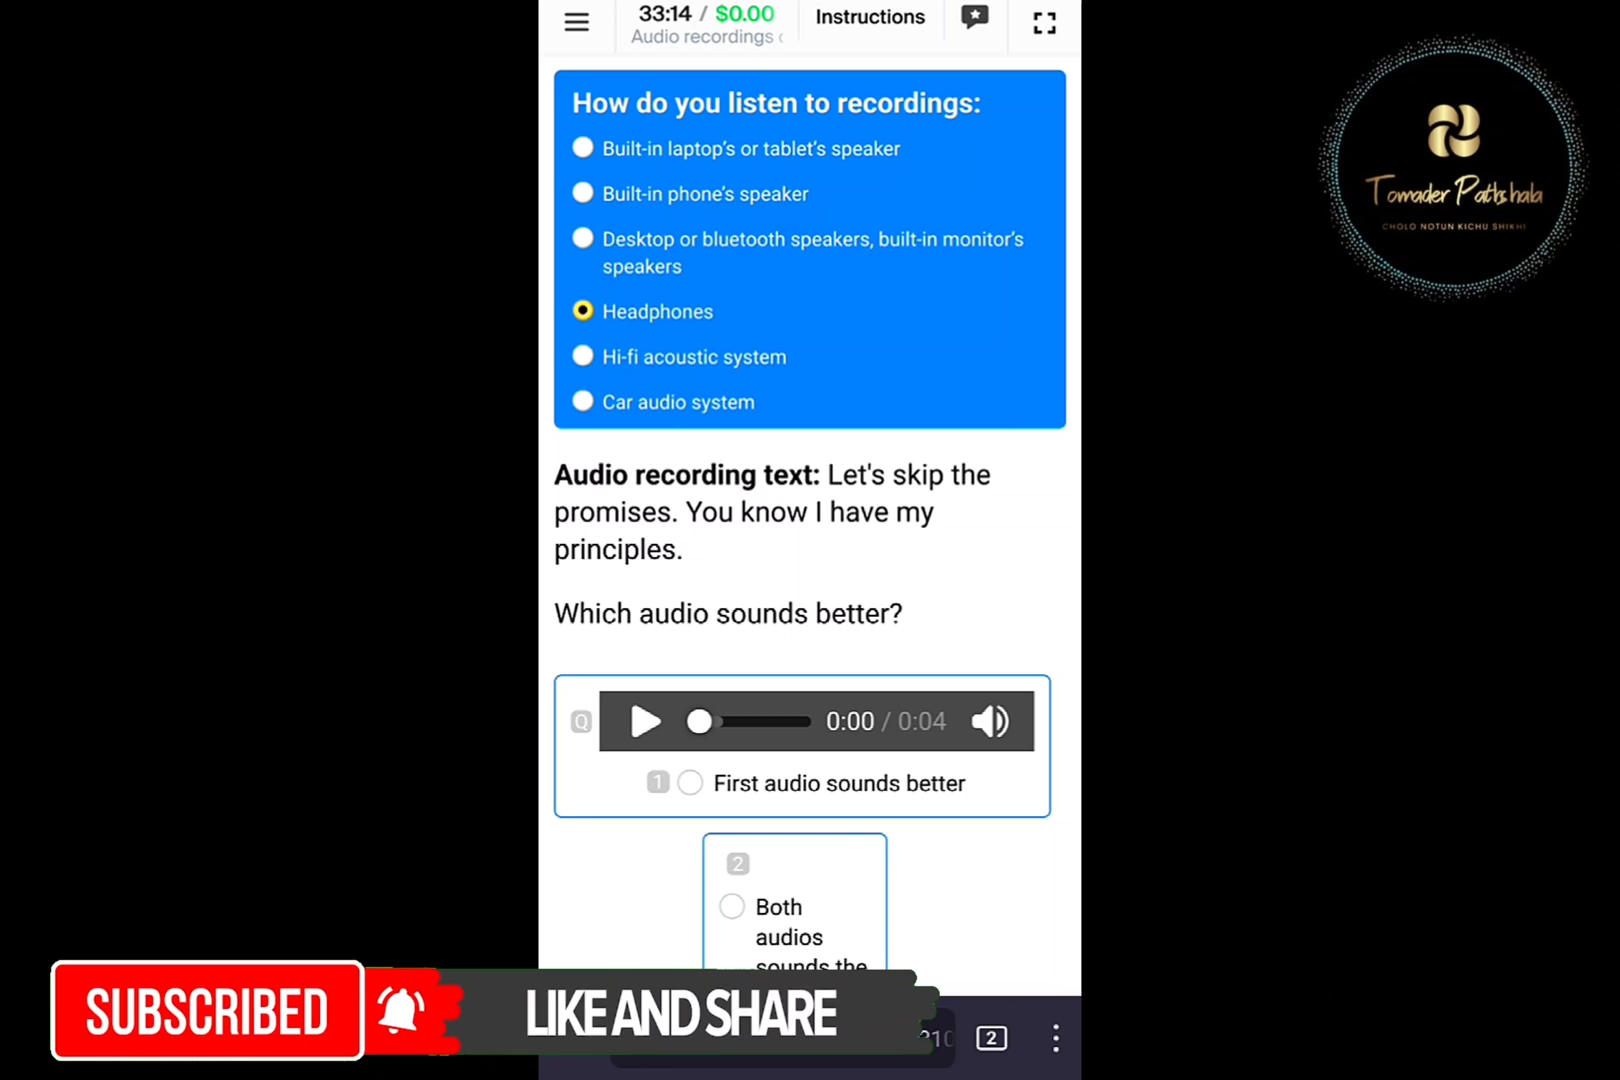 33:14 / $0.00
Audio recordings
Instructions
How do you listen to recordings:
Built-in laptop's or tablet's speaker
Built-in phone's speaker
Desktop or bluetooth speakers, built-in monitor's
speakers
Headphones
Hi-fi acoustic system
Car audio system
Audio recording text: Let's skip the
promises. You know I have my
principles.
Which audio sounds better?
Q
0:00 / 0:04
1 First audio sounds better
2
Both
audios
sounds the
SUBSCRIBED
LIKE AND SHARE
2
Tomader Pathshala
CHOLO NOTUN KICHU SHIKHI